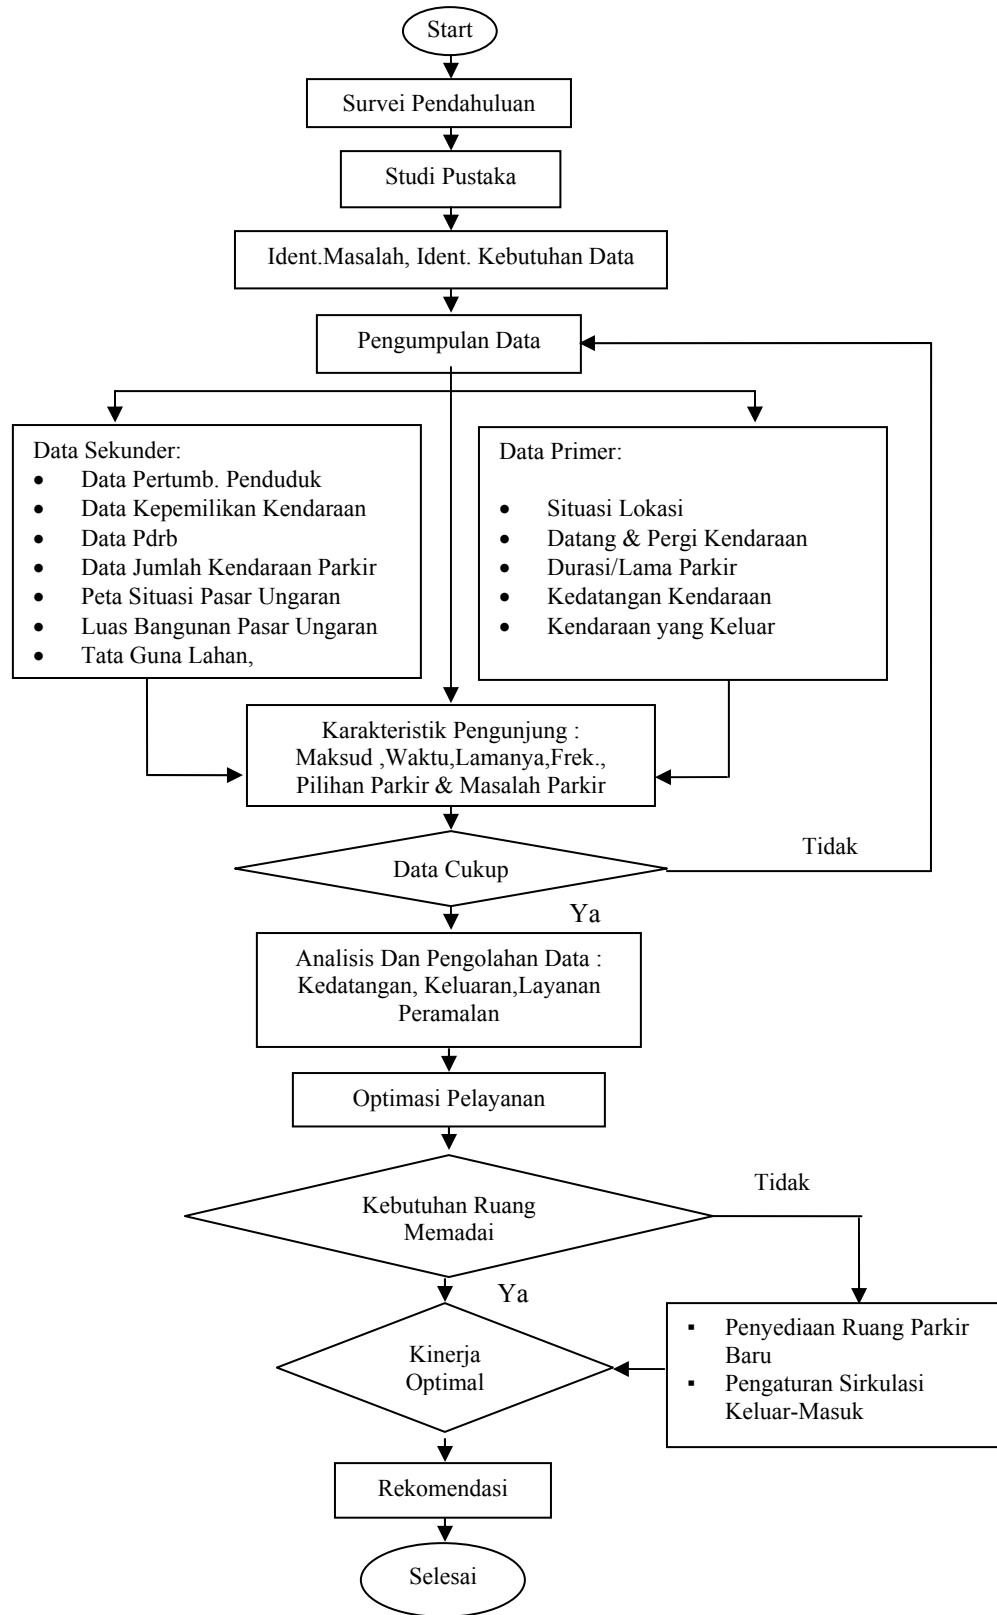 Start
Survei Pendahuluan
Studi Pustaka
Ident.Masalah, Ident. Kebutuhan Data
Pengumpulan Data
Data Sekunder:
• Data Pertumb. Penduduk
• Data Kepemilikan Kendaraan
• Data Pdrb
• Data Jumlah Kendaraan Parkir
• Peta Situasi Pasar Ungaran
• Luas Bangunan Pasar Ungaran
• Tata Guna Lahan,
Data Primer:
• Situasi Lokasi
• Datang & Pergi Kendaraan
• Durasi/Lama Parkir
• Kedatangan Kendaraan
• Kendaraan yang Keluar
Karakteristik Pengunjung :
Maksud ,Waktu,Lamanya,Frek.,
Pilihan Parkir & Masalah Parkir
Data Cukup
Tidak
Ya
Analisis Dan Pengolahan Data :
Kedatangan, Keluaran,Layanan
Peramalan
Optimasi Pelayanan
Kebutuhan Ruang
Memadai
Tidak
Ya
Kinerja
Optimal
▪ Penyediaan Ruang Parkir
Baru
▪ Pengaturan Sirkulasi
Keluar-Masuk
Rekomendasi
Selesai